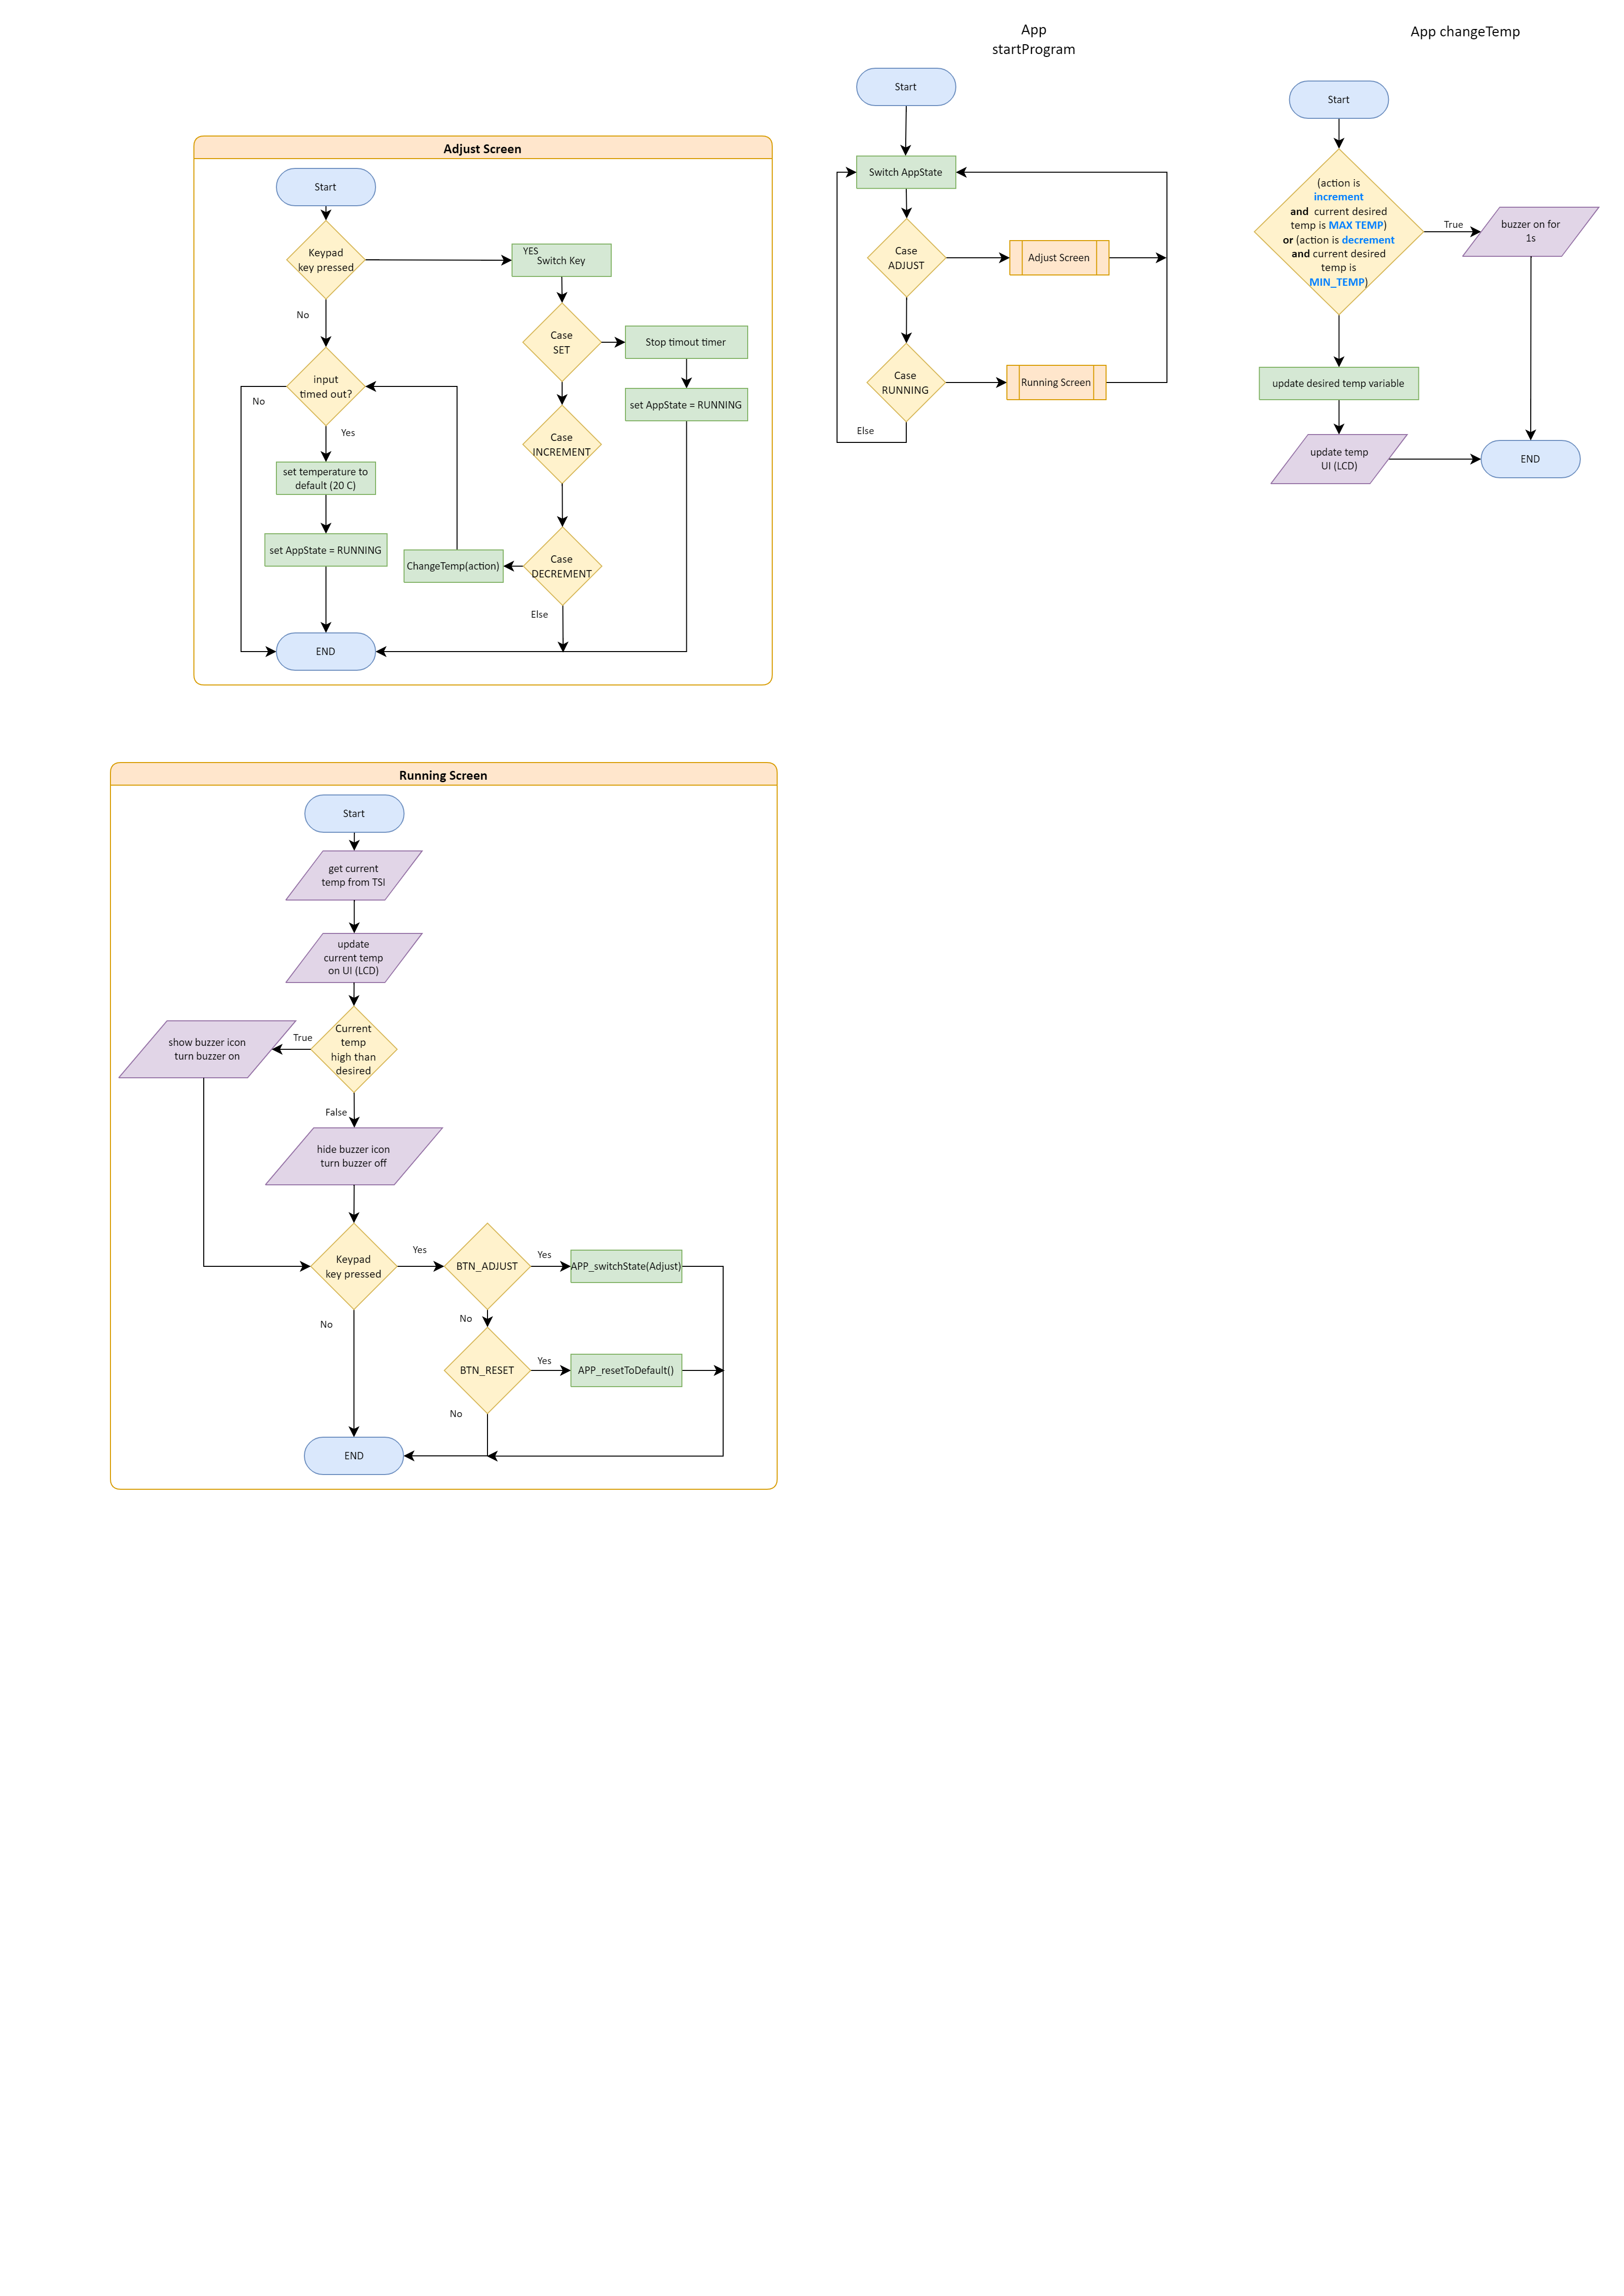 App
startProgram
Start
Switch AppState
Case
ADJUST
Adjust Screen
Case
RUNNING
Running Screen
Else
App changeTemp
Start
(action is
increment
and current desired
temp is MAX TEMP)
or (action is decrement
and current desired
temp is
MIN_TEMP)
True
buzzer on for
1s
update desired temp variable
update temp
UI (LCD)
END
Adjust Screen
Start
Keypad
key pressed
YES
Switch Key
No
Case
SET
Stop timout timer
set AppState = RUNNING
input
timed out?
No
Yes
Case
INCREMENT
set temperature to
default (20 C)
set AppState = RUNNING
ChangeTemp(action)
Case
DECREMENT
Else
END
Running Screen
Start
get current
temp from TSI
update
current temp
on UI (LCD)
Current
temp
high than
desired
True
show buzzer icon
turn buzzer on
False
hide buzzer icon
turn buzzer off
Keypad
key pressed
Yes
BTN_ADJUST
Yes
APP_switchState(Adjust)
No
No
BTN_RESET
Yes
APP_resetToDefault()
No
END